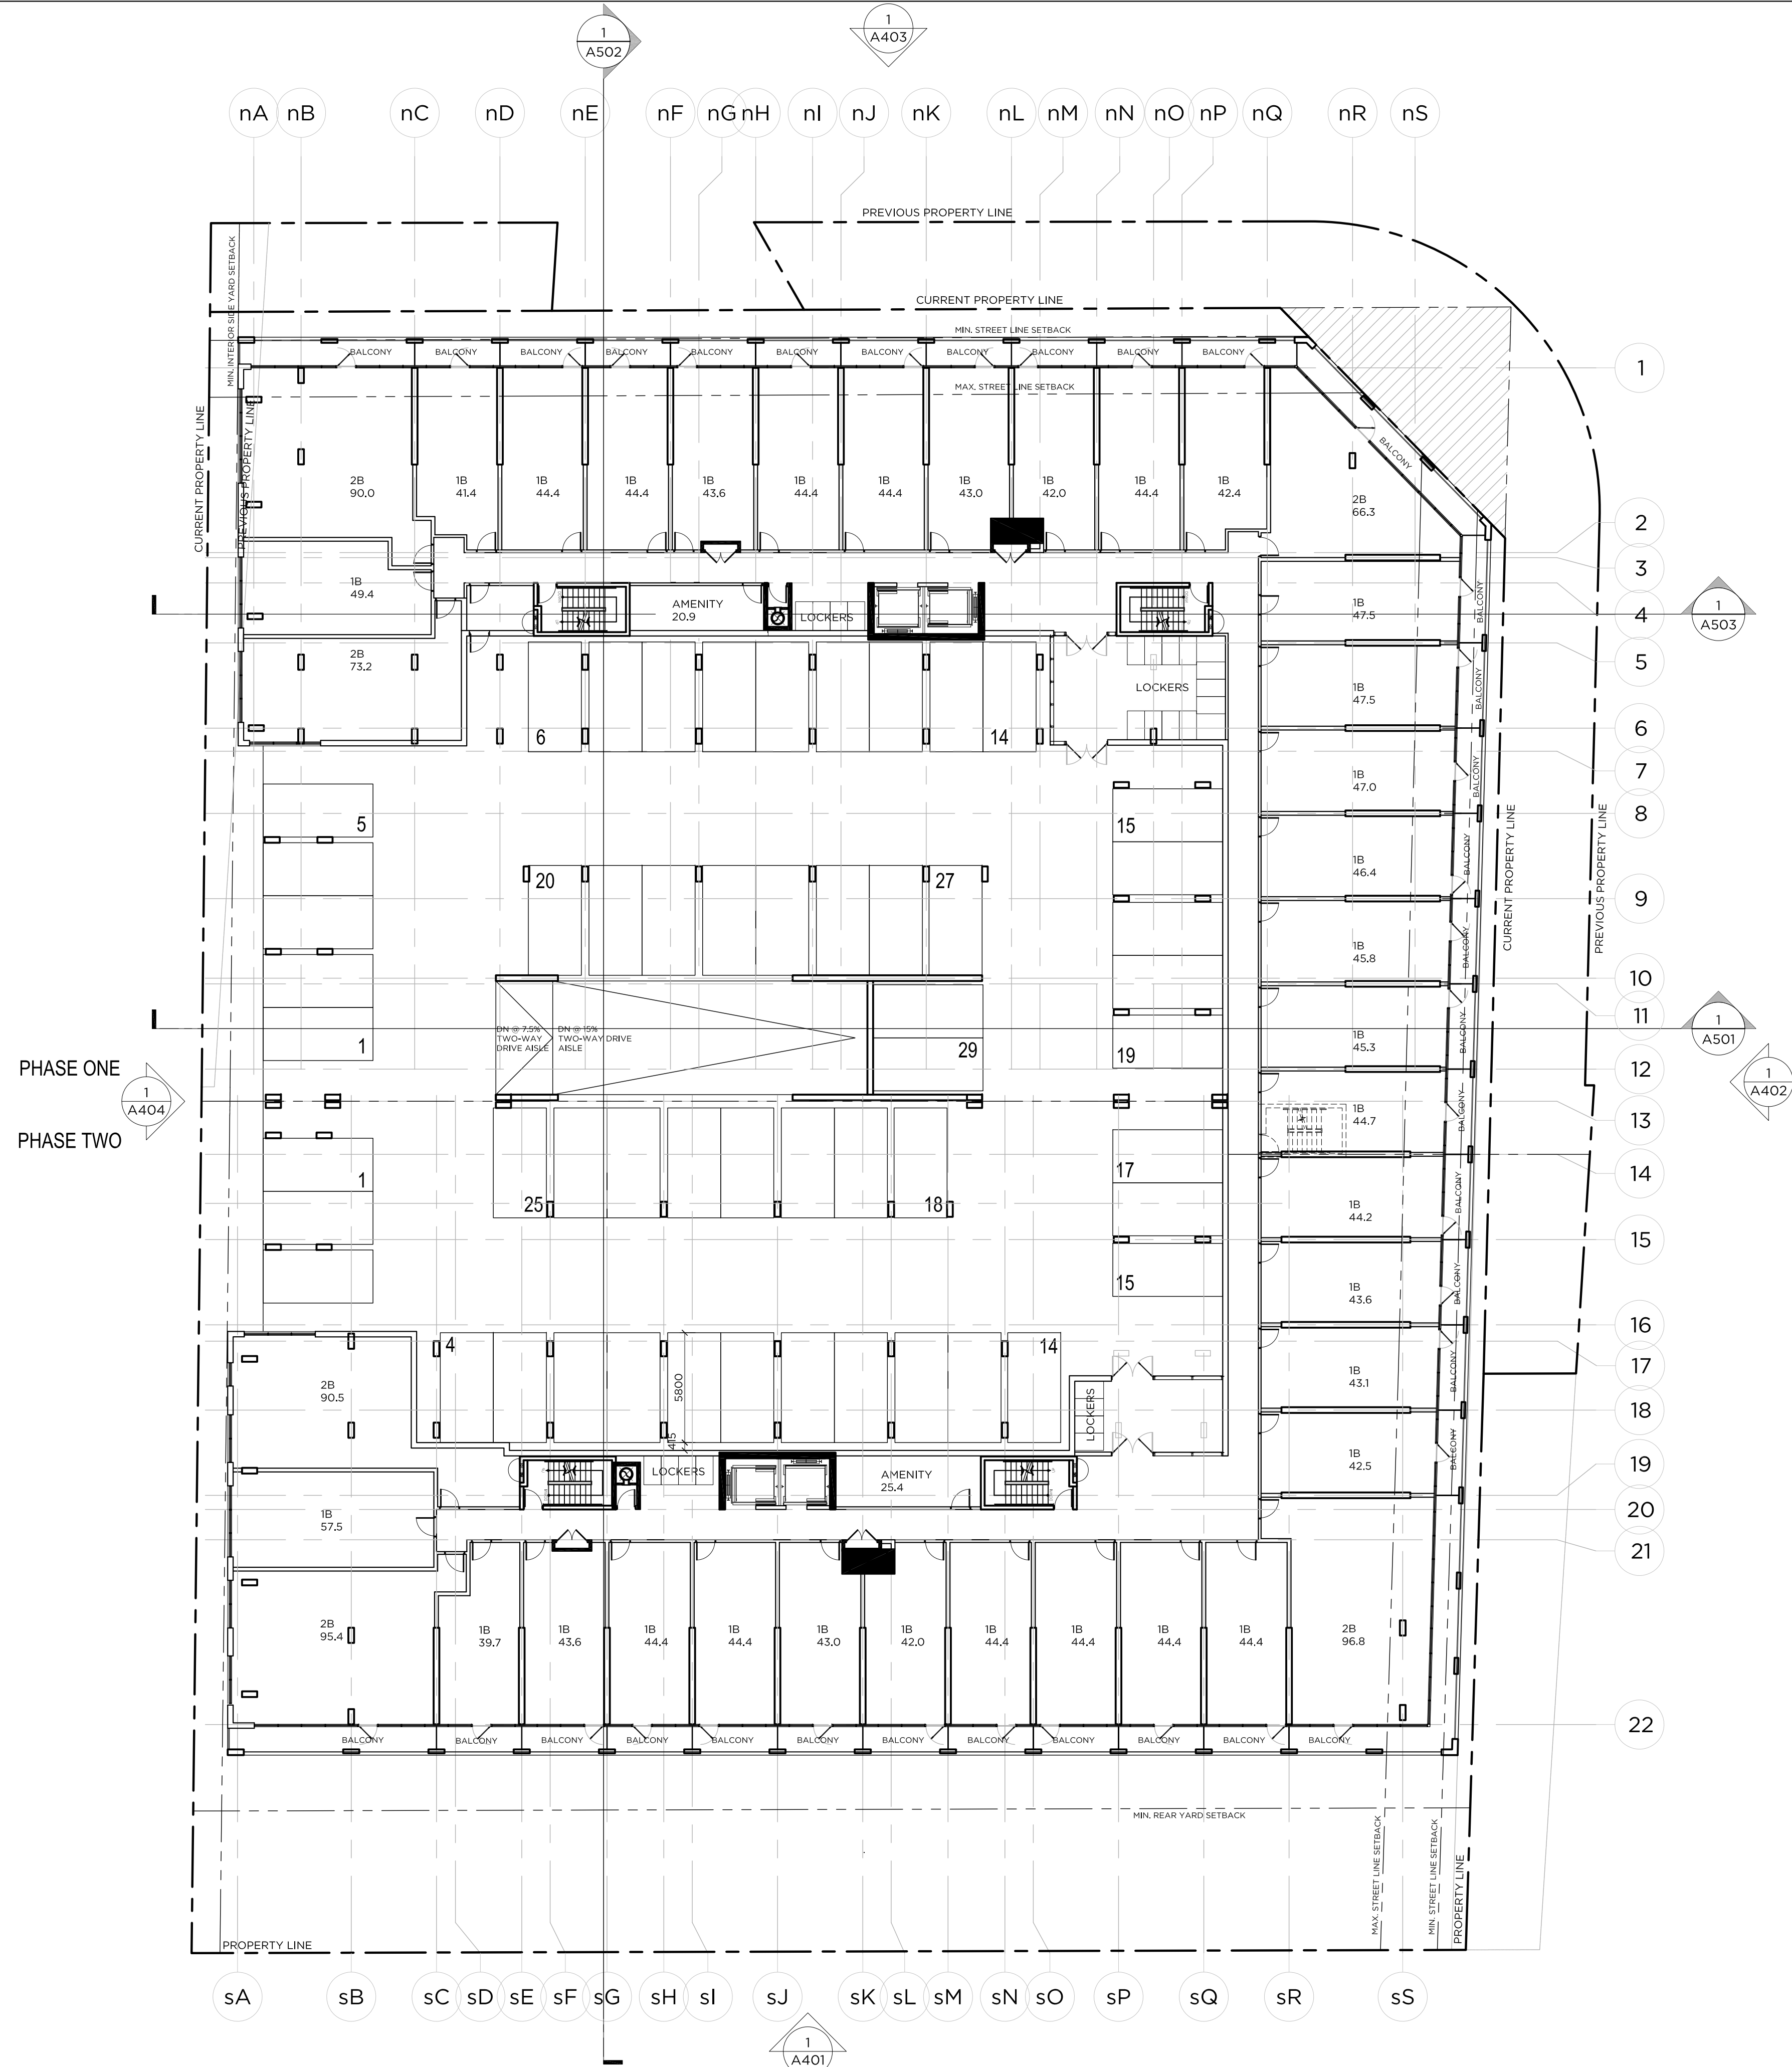 1
A502
1
A403
nA
nB
nC
nD
nE
nF
nG
nH
nI
nJ
nK
nL
nM
nN
nO
nP
nQ
nR
nS
PREVIOUS PROPERTY LINE
CURRENT PROPERTY LINE
MIN. STREET LINE SETBACK
MIN. INTERIOR SIDE YARD SETBACK
BALCONY
BALCONY
BALCONY
BALCONY
BALCONY
BALCONY
BALCONY
BALCONY
BALCONY
BALCONY
BALCONY
MAX. STREET LINE SETBACK
CURRENT PROPERTY LINE
PREVIOUS PROPERTY LINE
BALCONY
1
2B
90.0
1B
41.4
1B
44.4
1B
44.4
1B
43.6
1B
44.4
1B
44.4
1B
43.0
1B
42.0
1B
44.4
1B
42.4
2B
66.3
2
3
4
5
6
7
8
9
10
11
12
13
14
15
16
17
18
19
20
21
22
1B
49.4
AMENITY
20.9
LOCKERS
1B
47.5
BALCONY
1
A503
2B
73.2
LOCKERS
1B
47.5
BALCONY
6
14
1B
47.0
BALCONY
5
15
1B
46.4
BALCONY
CURRENT PROPERTY LINE
PREVIOUS PROPERTY LINE
20
27
1B
45.8
BALCONY
DN @ 7.5%
TWO-WAY
DRIVE AISLE
DN @ 15%
TWO-WAY DRIVE
AISLE
1
29
19
1B
45.3
BALCONY
1
A501
PHASE ONE
1
A404
1
A402
PHASE TWO
1B
44.7
BALCONY
1
17
25
18
1B
44.2
BALCONY
15
1B
43.6
BALCONY
4
14
5800
415
2B
90.5
LOCKERS
1B
43.1
BALCONY
LOCKERS
AMENITY
25.4
1B
42.5
BALCONY
1B
57.5
2B
95.4
1B
39.7
1B
43.6
1B
44.4
1B
44.4
1B
43.0
1B
42.0
1B
44.4
1B
44.4
1B
44.4
1B
44.4
2B
96.8
BALCONY
BALCONY
BALCONY
BALCONY
BALCONY
BALCONY
BALCONY
BALCONY
BALCONY
BALCONY
BALCONY
BALCONY
MIN. REAR YARD SETBACK
MAX. STREET LINE SETBACK
MIN. STREET LINE SETBACK
PROPERTY LINE
PROPERTY LINE
sA
sB
sC
sD
sE
sF
sG
sH
sI
sJ
sK
sL
sM
sN
sO
sP
sQ
sR
sS
1
A401